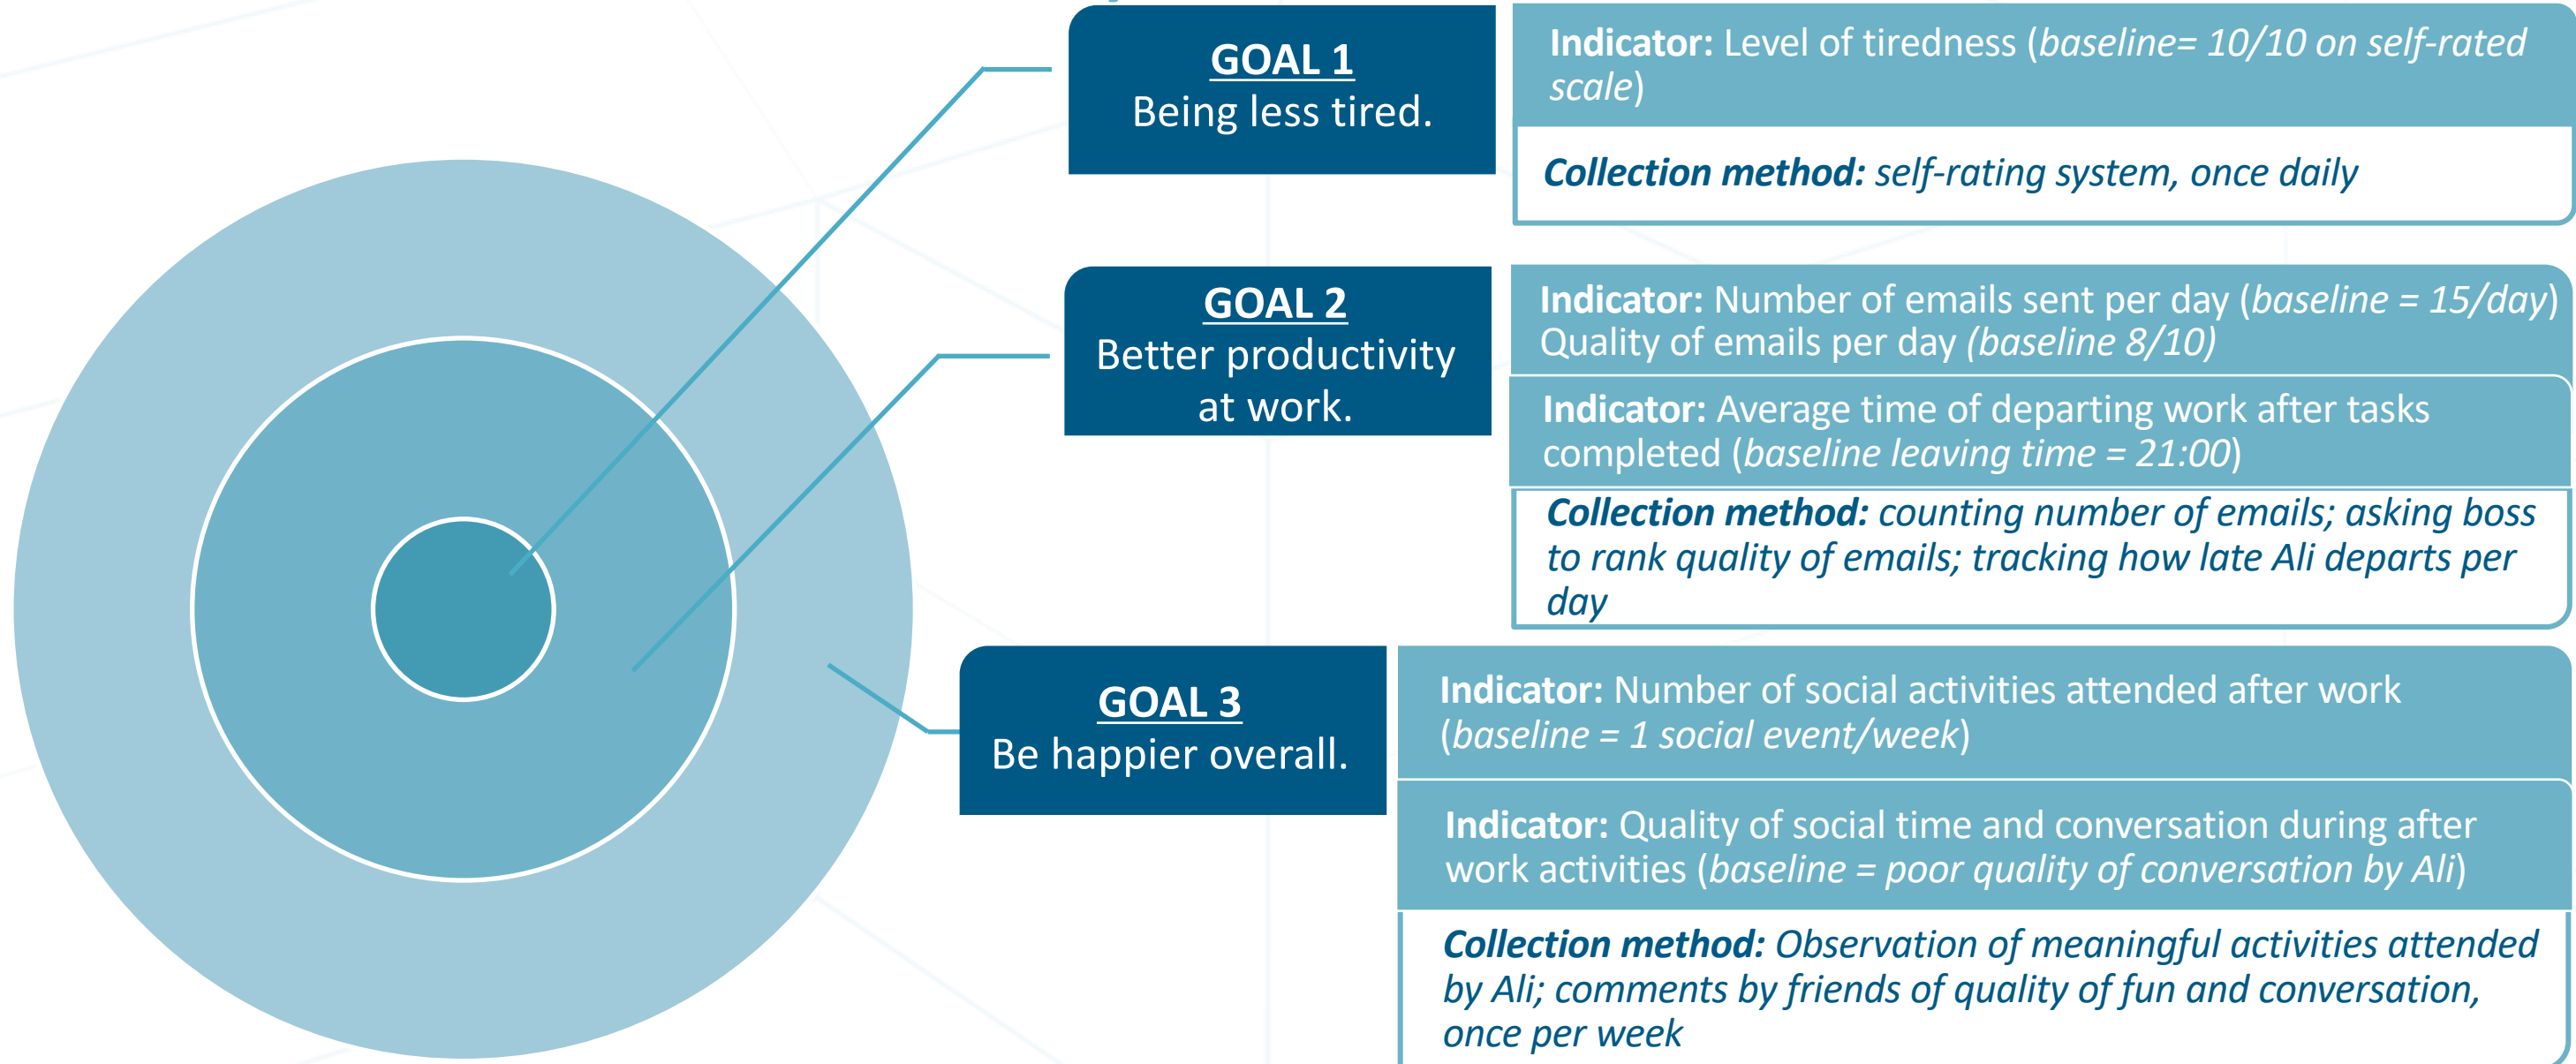 GOAL 1
Being less tired.
Indicator: Level of tiredness (baseline= 10/10 on self-rated
scale)
Collection method: self-rating system, once daily
GOAL 2
Better productivity
at work.
Indicator: Number of emails sent per day (baseline = 15/day)
Quality of emails per day (baseline 8/10)
Indicator: Average time of departing work after tasks
completed (baseline leaving time = 21:00)
Collection method: counting number of emails; asking boss
to rank quality of emails; tracking how late Ali departs per
day
GOAL 3
Be happier overall.
Indicator: Number of social activities attended after work
(baseline = 1 social event/week)
Indicator: Quality of social time and conversation during after
work activities (baseline = poor quality of conversation by Ali)
Collection method: Observation of meaningful activities attended
by Ali; comments by friends of quality of fun and conversation,
once per week